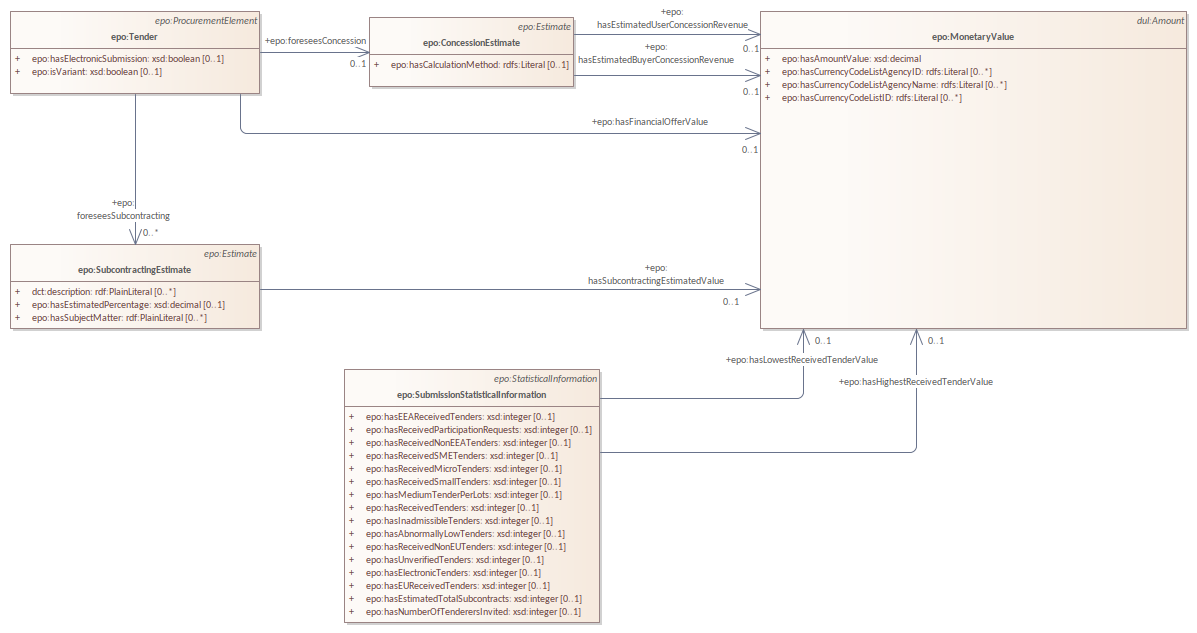 epo:ProcurementElement
epo:Tender
+ epo:hasElectronicSubmission: xsd:boolean [0..1]
+ epo:isVariant: xsd:boolean [0..1]
+epo:foreseesConcession
0..1
epo:Estimate
epo:ConcessionEstimate
+ epo:hasCalculationMethod: rdfs:Literal [0..1]
+epo:
hasEstimatedUserConcessionRevenue
0..1
+epo:
hasEstimatedBuyerConcessionRevenue
0..1
dul:Amount
epo:MonetaryValue
+ epo:hasAmountValue: xsd:decimal
+ epo:hasCurrencyCodeListAgencyID: rdfs:Literal [0..*]
+ epo:hasCurrencyCodeListAgencyName: rdfs:Literal [0..*]
+ epo:hasCurrencyCodeListID: rdfs:Literal [0..*]
+epo:hasFinancialOfferValue
0..1
+epo:
foreseesSubcontracting
0..*
epo:Estimate
epo:SubcontractingEstimate
+ dct:description: rdf:PlainLiteral [0..*]
+ epo:hasEstimatedPercentage: xsd:decimal [0..1]
+ epo:hasSubjectMatter: rdf:PlainLiteral [0..*]
+epo:
hasSubcontractingEstimatedValue
0..1
0..1
0..1
+epo:hasLowestReceivedTenderValue
+epo:hasHighestReceivedTenderValue
epo:StatisticalInformation
epo:SubmissionStatisticalInformation
+ epo:hasEEAReceivedTenders: xsd:integer [0..1]
+ epo:hasReceivedParticipationRequests: xsd:integer [0..1]
+ epo:hasReceivedNonEEATenders: xsd:integer [0..1]
+ epo:hasReceivedSMETenders: xsd:integer [0..1]
+ epo:hasReceivedMicroTenders: xsd:integer [0..1]
+ epo:hasReceivedSmallTenders: xsd:integer [0..1]
+ epo:hasMediumTenderPerLots: xsd:integer [0..1]
+ epo:hasReceivedTenders: xsd:integer [0..1]
+ epo:hasInadmissibleTenders: xsd:integer [0..1]
+ epo:hasAbnormallyLowTenders: xsd:integer [0..1]
+ epo:hasReceivedNonEUTenders: xsd:integer [0..1]
+ epo:hasUnverifiedTenders: xsd:integer [0..1]
+ epo:hasElectronicTenders: xsd:integer [0..1]
+ epo:hasEUReceivedTenders: xsd:integer [0..1]
+ epo:hasEstimatedTotalSubcontracts: xsd:integer [0..1]
+ epo:hasNumberOfTenderersInvited: xsd:integer [0..1]